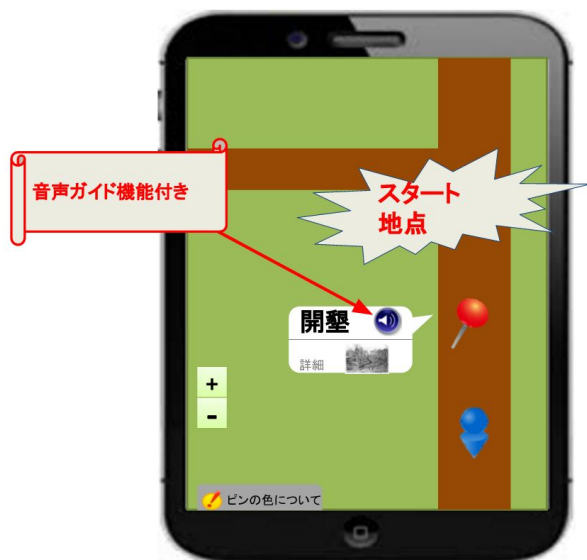 音声ガイド機能付き
スタート
地点
開墾
詳細
+
-
ピンの色について